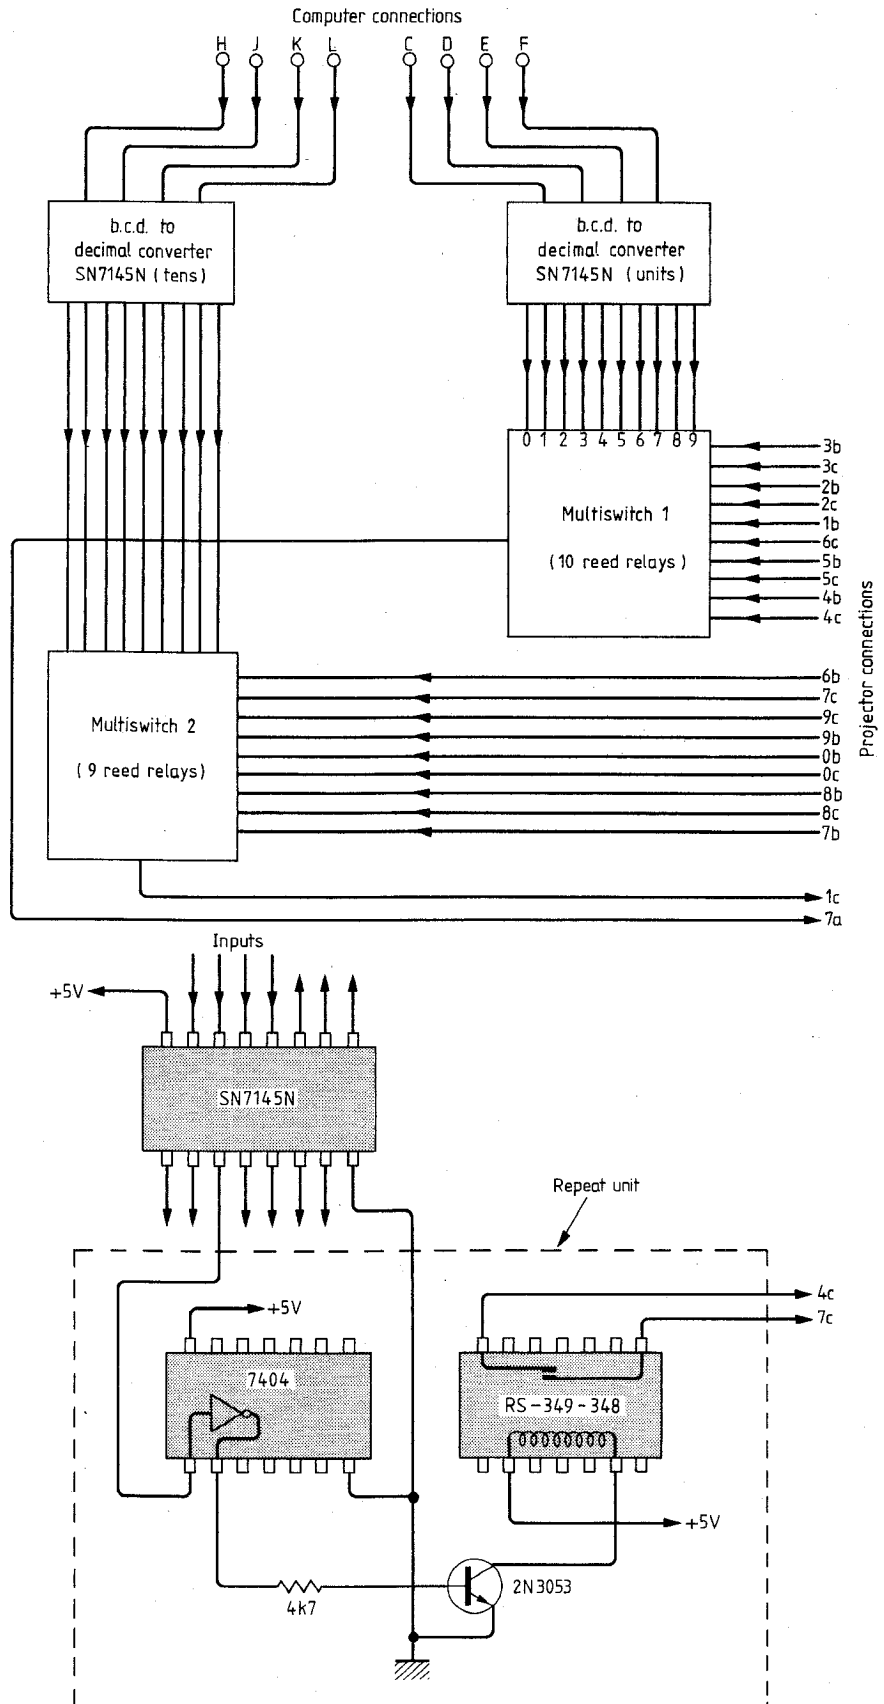 Computer connections
H J K L C D E F
b.c.d. to
decimal converter
SN7145N (tens)
b.c.d. to
decimal converter
SN7145N (units)
0 1 2 3 4 5 6 7 8 9
Multiswitch 1
(10 reed relays)
3b
3c
2b
2c
1b
6c
5b
5c
4b
4c
Projector connections
Multiswitch 2
(9 reed relays)
6b
7c
9c
9b
0b
0c
8b
8c
7b
1c
7a
Inputs
+5V
SN7145N
Repeat unit
+5V
4c
7c
7404
RS-349-348
+5V
4k7
2N3053